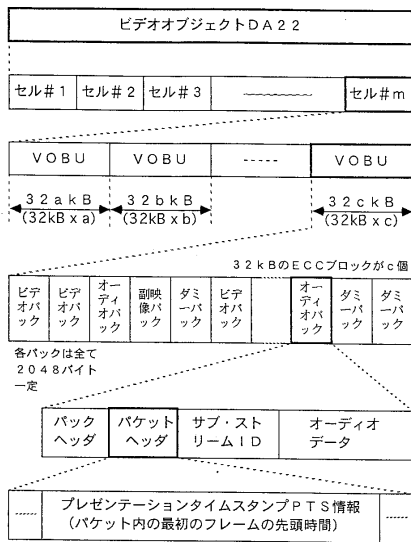 ビデオオブジェクトDA22
セル#1 セル#2 セル#3 セル#m
VOBU VOBU ----- VOBU
32akB 32bkB 32ckB
(32kBxa) (32kBxb) (32kBxc)
32kBのECCブロックがc個
ビデオパック ビデオパック オーディオパック 副映像パック ダミーパック ビデオパック オーディオパック ダミーパック ダミーパック
各パックは全て
2048バイト
一定
パックヘッダ パケットヘッダ サブ・ストリームID オーディオデータ
プレゼンテーションタイムスタンプPTS情報
(パケット内の最初のフレームの先頭時間)